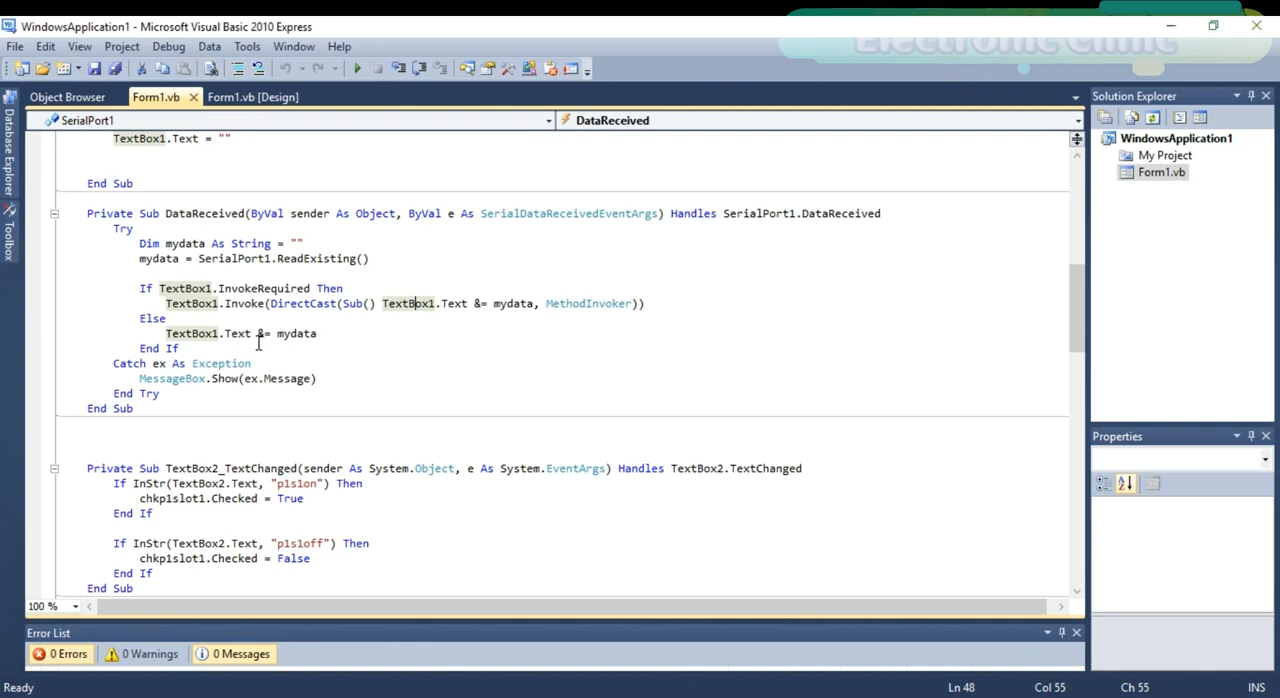 WindowsApplication1 - Microsoft Visual Basic 2010 Express
Electronic Clinic
File Edit View Project Debug Data Tools Window Help
Object Browser Form1.vb Form1.vb [Design]
SerialPort1 DataReceived
TextBox1.Text = ""
End Sub
Private Sub DataReceived(ByVal sender As Object, ByVal e As SerialDataReceivedEventArgs) Handles SerialPort1.DataReceived
Try
Dim mydata As String = ""
mydata = SerialPort1.ReadExisting()
If TextBox1.InvokeRequired Then
TextBox1.Invoke(DirectCast(Sub() TextBox1.Text &= mydata, MethodInvoker))
Else
TextBox1.Text &= mydata
End If
Catch ex As Exception
MessageBox.Show(ex.Message)
End Try
End Sub
Private Sub TextBox2_TextChanged(sender As System.Object, e As System.EventArgs) Handles TextBox2.TextChanged
If InStr(TextBox2.Text, "p1s1on") Then
chkp1slot1.Checked = True
End If
If InStr(TextBox2.Text, "p1s1off") Then
chkp1slot1.Checked = False
End If
End Sub
100 %
Database Explorer
Toolbox
Solution Explorer
WindowsApplication1
My Project
Form1.vb
Properties
Error List
0 Errors 0 Warnings 0 Messages
Ready Ln 48 Col 55 Ch 55 INS